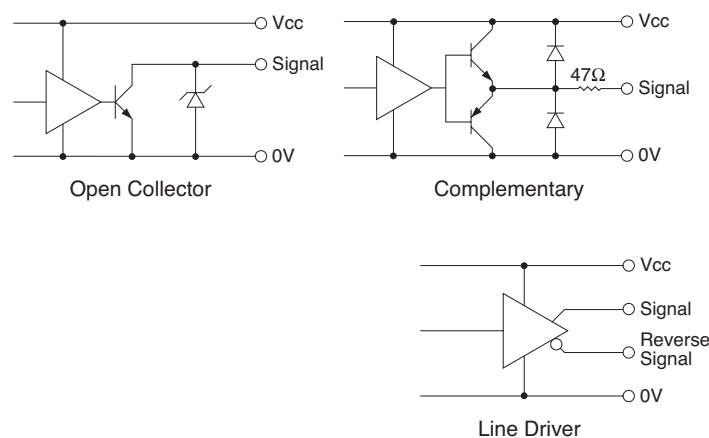 Vcc
Signal
0V
Open Collector
Vcc
47Ω
Signal
0V
Complementary
Vcc
Signal
Reverse
Signal
0V
Line Driver